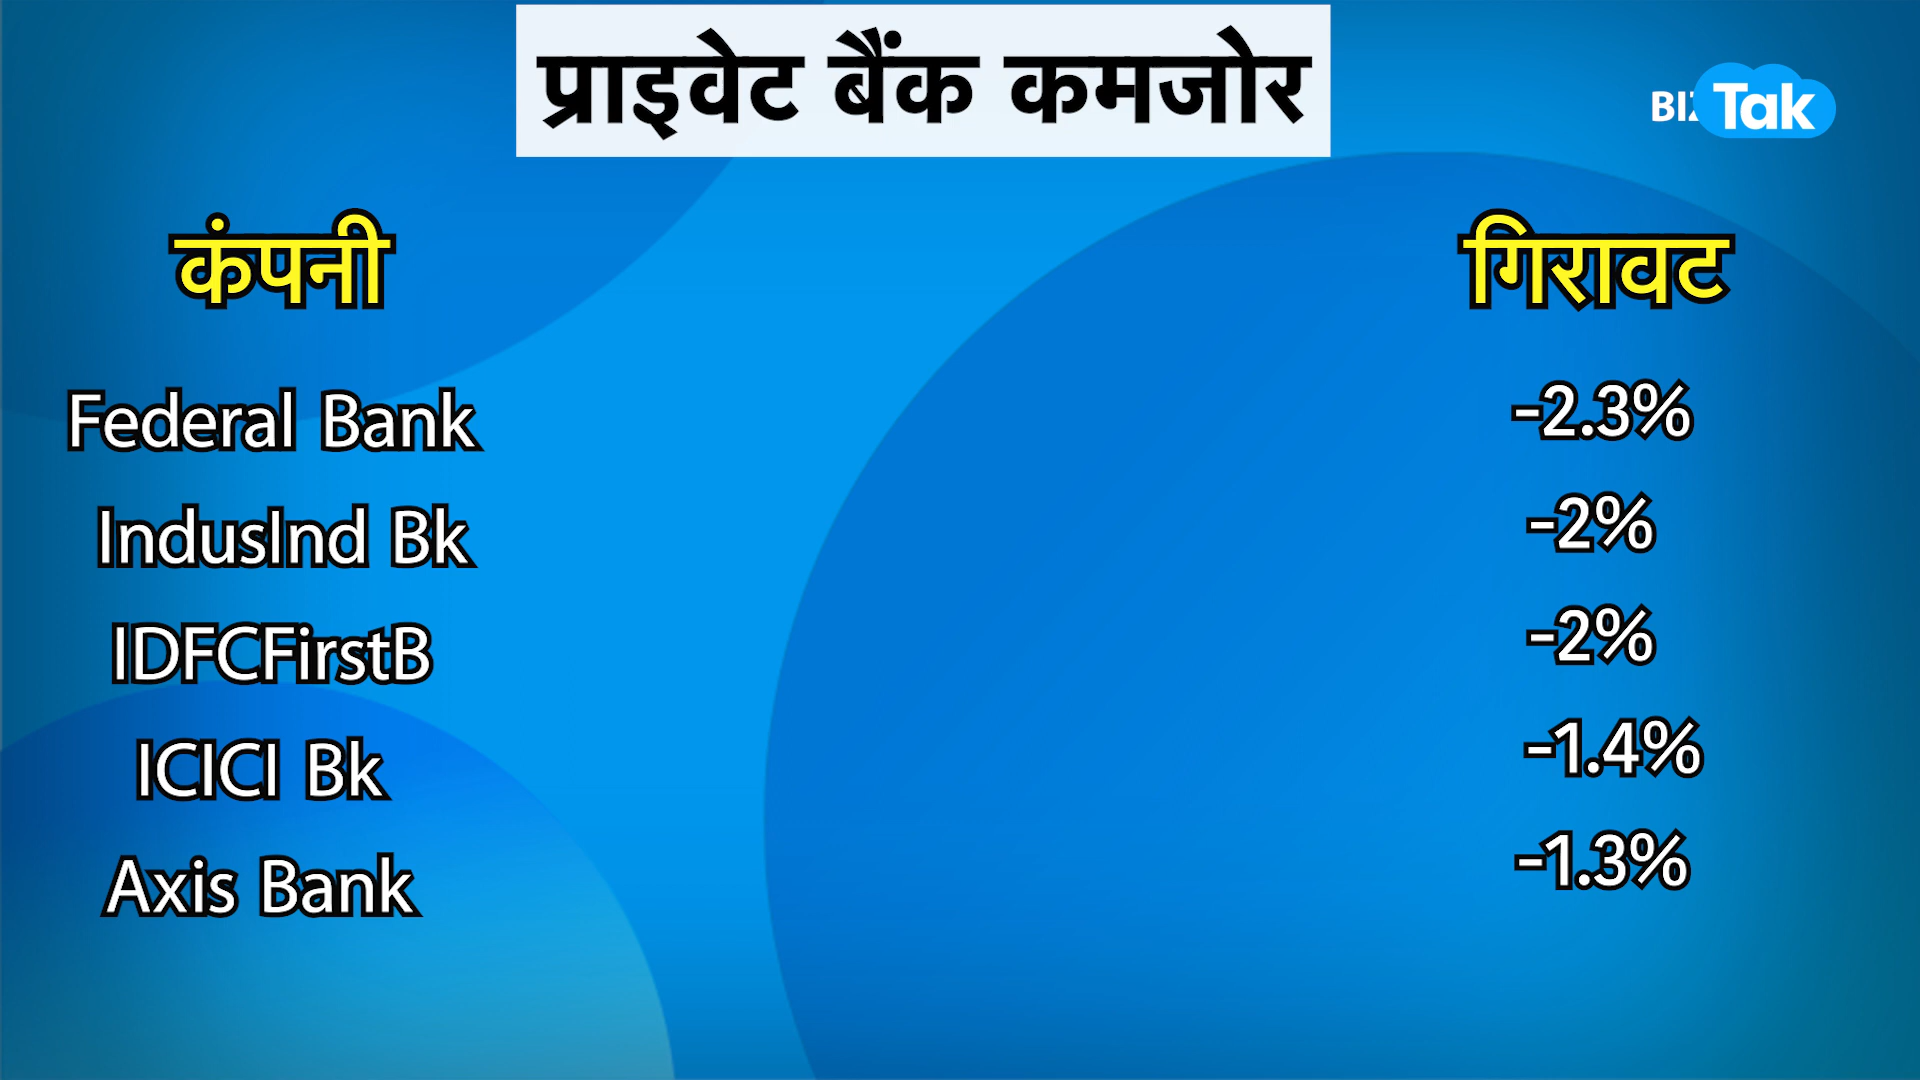 प्राइवेट बैंक कमजोर
BIZ Tak
कंपनी गिरावट
Federal Bank -2.3%
IndusInd Bk -2%
IDFCFirstB -2%
ICICI Bk -1.4%
Axis Bank -1.3%